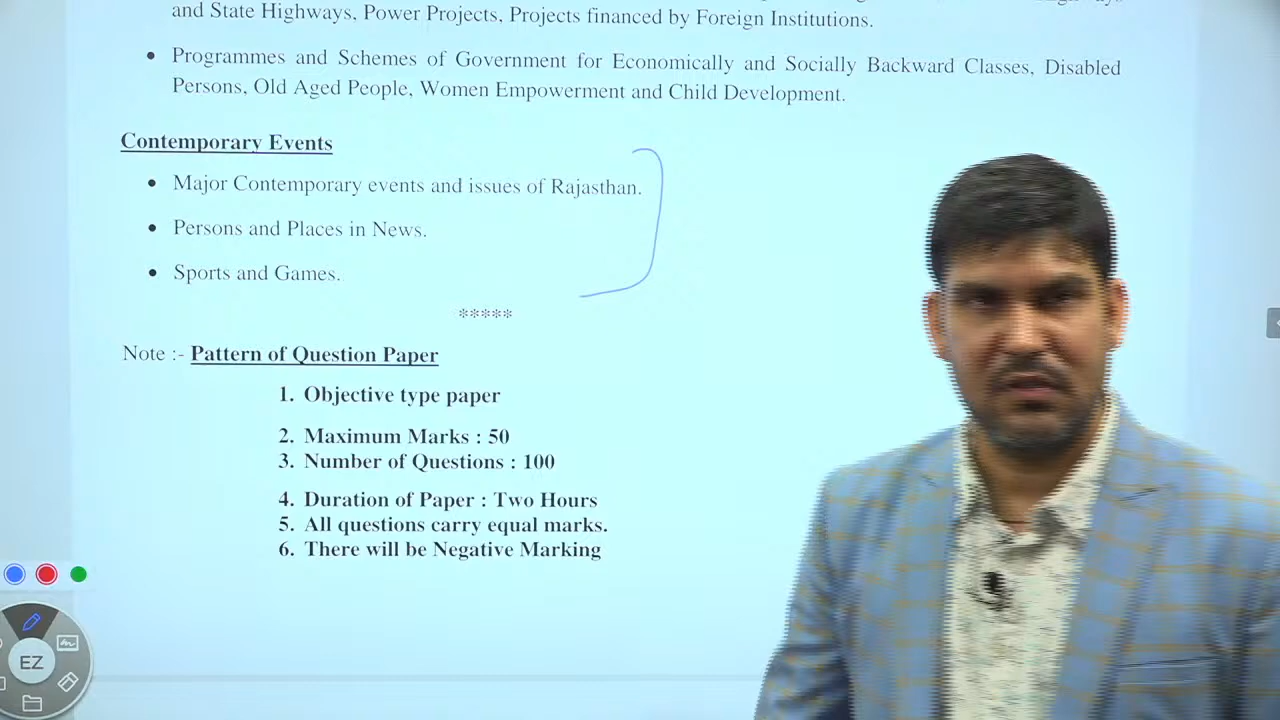 and State Highways, Power Projects, Projects financed by Foreign Institutions.
• Programmes and Schemes of Government for Economically and Socially Backward Classes, Disabled
Persons, Old Aged People, Women Empowerment and Child Development.
Contemporary Events
• Major Contemporary events and issues of Rajasthan.
• Persons and Places in News.
• Sports and Games.
*****
Note :- Pattern of Question Paper
1. Objective type paper
2. Maximum Marks : 50
3. Number of Questions : 100
4. Duration of Paper : Two Hours
5. All questions carry equal marks.
6. There will be Negative Marking
EZ